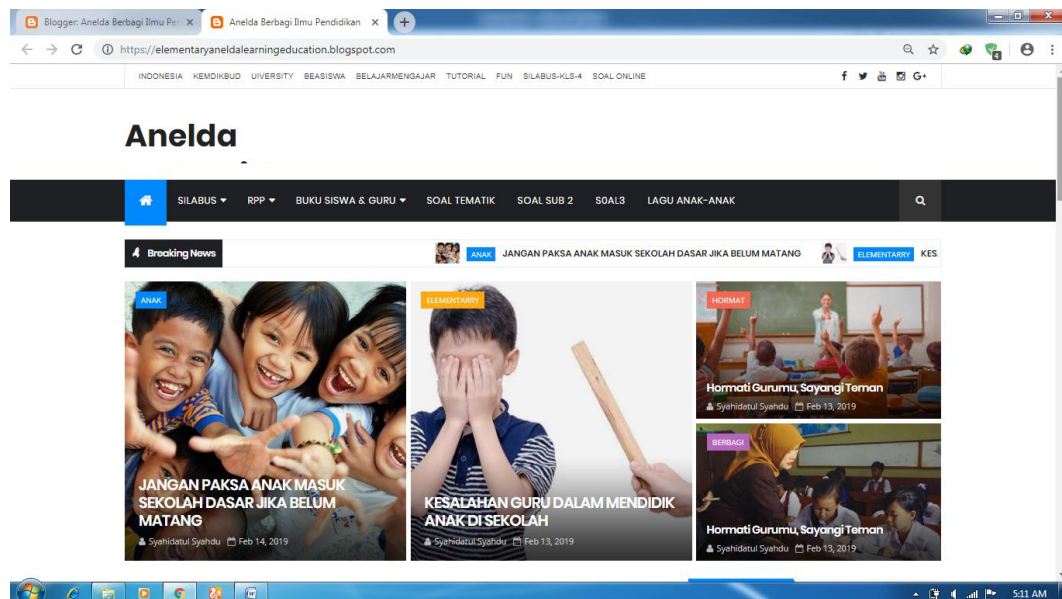 Blogger: Anelda Berbagi Ilmu Pe
Anelda Berbagi Ilmu Pendidikan
https://elementaryaneldalearningeducation.blogspot.com
INDONESIA KEMDIKBUD UIVERSITY BEASISWA BELAJARMENGAJAR TUTORIAL FUN SILABUS-KLS-4 SOAL ONLINE
Anelda
SILABUS RPP BUKU SISWA & GURU SOAL TEMATIK SOAL SUB 2 S0AL3 LAGU ANAK-ANAK
Breaking News
ANAK JANGAN PAKSA ANAK MASUK SEKOLAH DASAR JIKA BELUM MATANG
ELEMENTARRY KES
ANAK
JANGAN PAKSA ANAK MASUK
SEKOLAH DASAR JIKA BELUM
MATANG
Syahidatul Syahdu Feb 14, 2019
ELEMENTARRY
KESALAHAN GURU DALAM MENDIDIK
ANAK DI SEKOLAH
Syahidatul Syahdu Feb 13, 2019
HORMAT
Hormati Gurumu, Sayangi Teman
Syahidatul Syahdu Feb 13, 2019
BERBAGI
Hormati Gurumu, Sayangi Teman
Syahidatul Syahdu Feb 13, 2019
5:11 AM